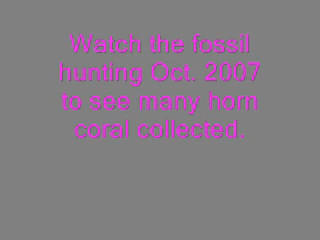 Watch the fossil
hunting Oct. 2007
to see many horn
coral collected.